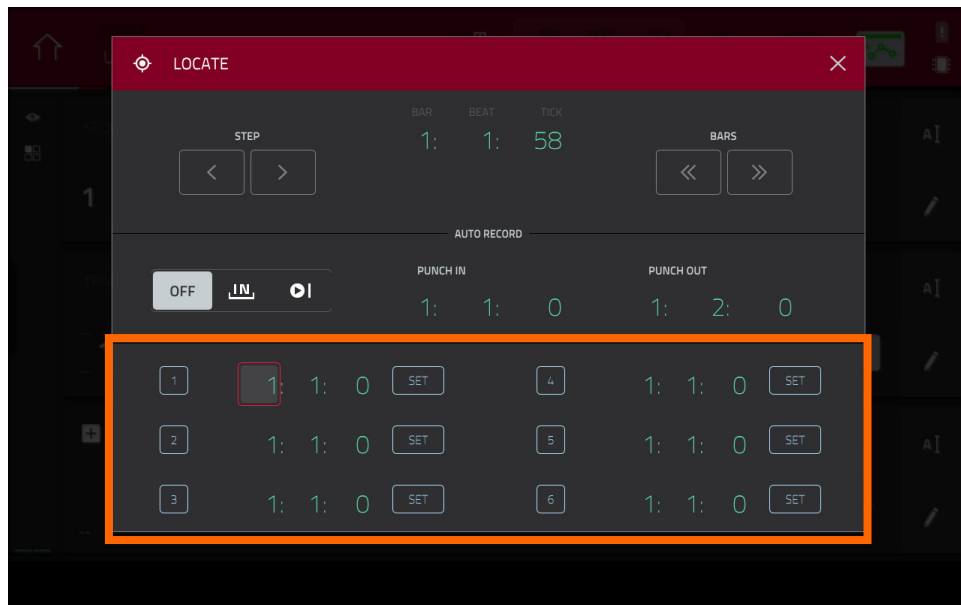 LOCATE
BAR BEAT TICK
STEP 1: 1: 58 BARS
AUTO RECORD
PUNCH IN PUNCH OUT
OFF IN 1: 1: 0 1: 2: 0
1 1: 1: 0 SET 4 1: 1: 0 SET
2 1: 1: 0 SET 5 1: 1: 0 SET
3 1: 1: 0 SET 6 1: 1: 0 SET
1